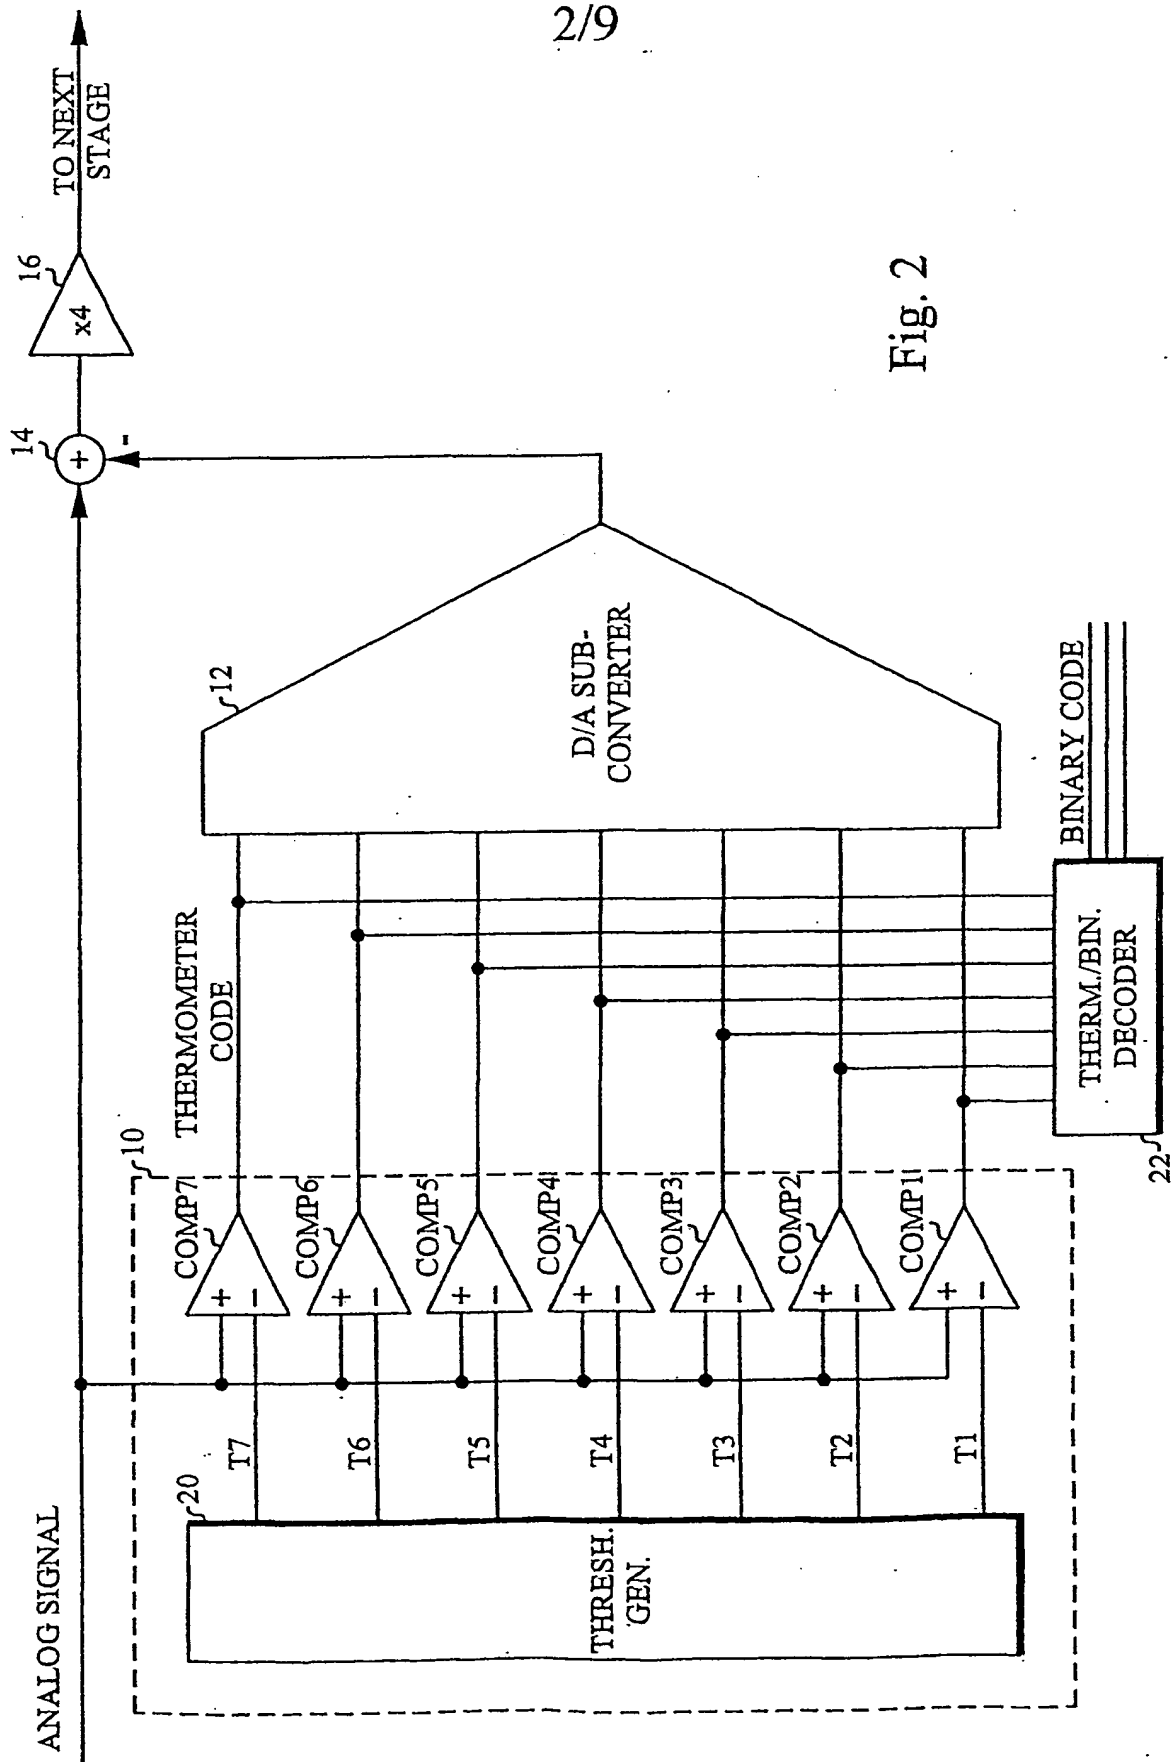 2/9
ANALOG SIGNAL
TO NEXT
STAGE
14
+
-
16
x4
10
THERMOMETER
CODE
12
D/A SUB-
CONVERTER
20
THRESH.
GEN.
T7
+
−
COMP7
T6
+
−
COMP6
T5
+
−
COMP5
T4
+
−
COMP4
T3
+
−
COMP3
T2
+
−
COMP2
T1
+
−
COMP1
22
THERM./BIN.
DECODER
BINARY CODE
Fig. 2